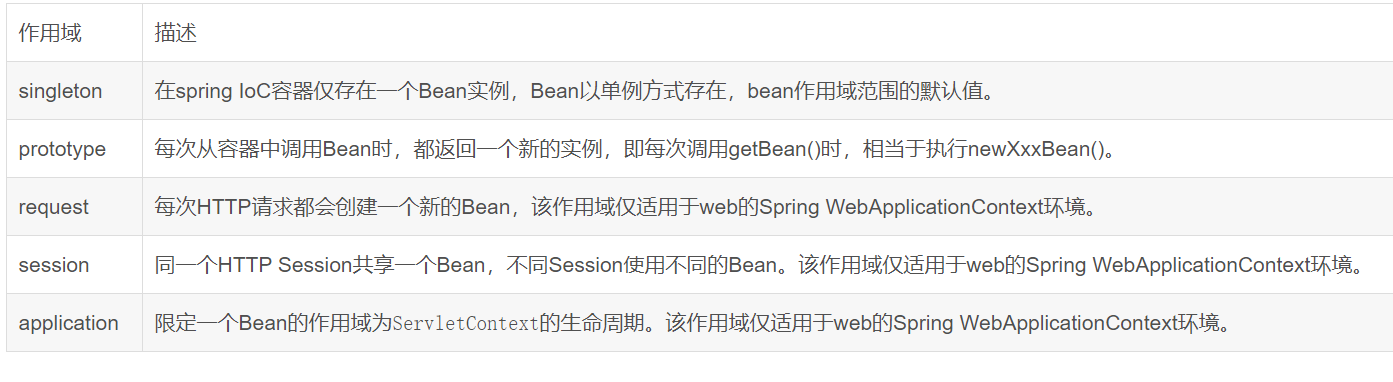 作用域 描述
singleton 在spring IoC容器仅存在一个Bean实例，Bean以单例方式存在，bean作用域范围的默认值。
prototype 每次从容器中调用Bean时，都返回一个新的实例，即每次调用getBean()时，相当于执行newXxxBean()。
request 每次HTTP请求都会创建一个新的Bean，该作用域仅适用于web的Spring WebApplicationContext环境。
session 同一个HTTP Session共享一个Bean，不同Session使用不同的Bean。该作用域仅适用于web的Spring WebApplicationContext环境。
application 限定一个Bean的作用域为ServletContext的生命周期。该作用域仅适用于web的Spring WebApplicationContext环境。